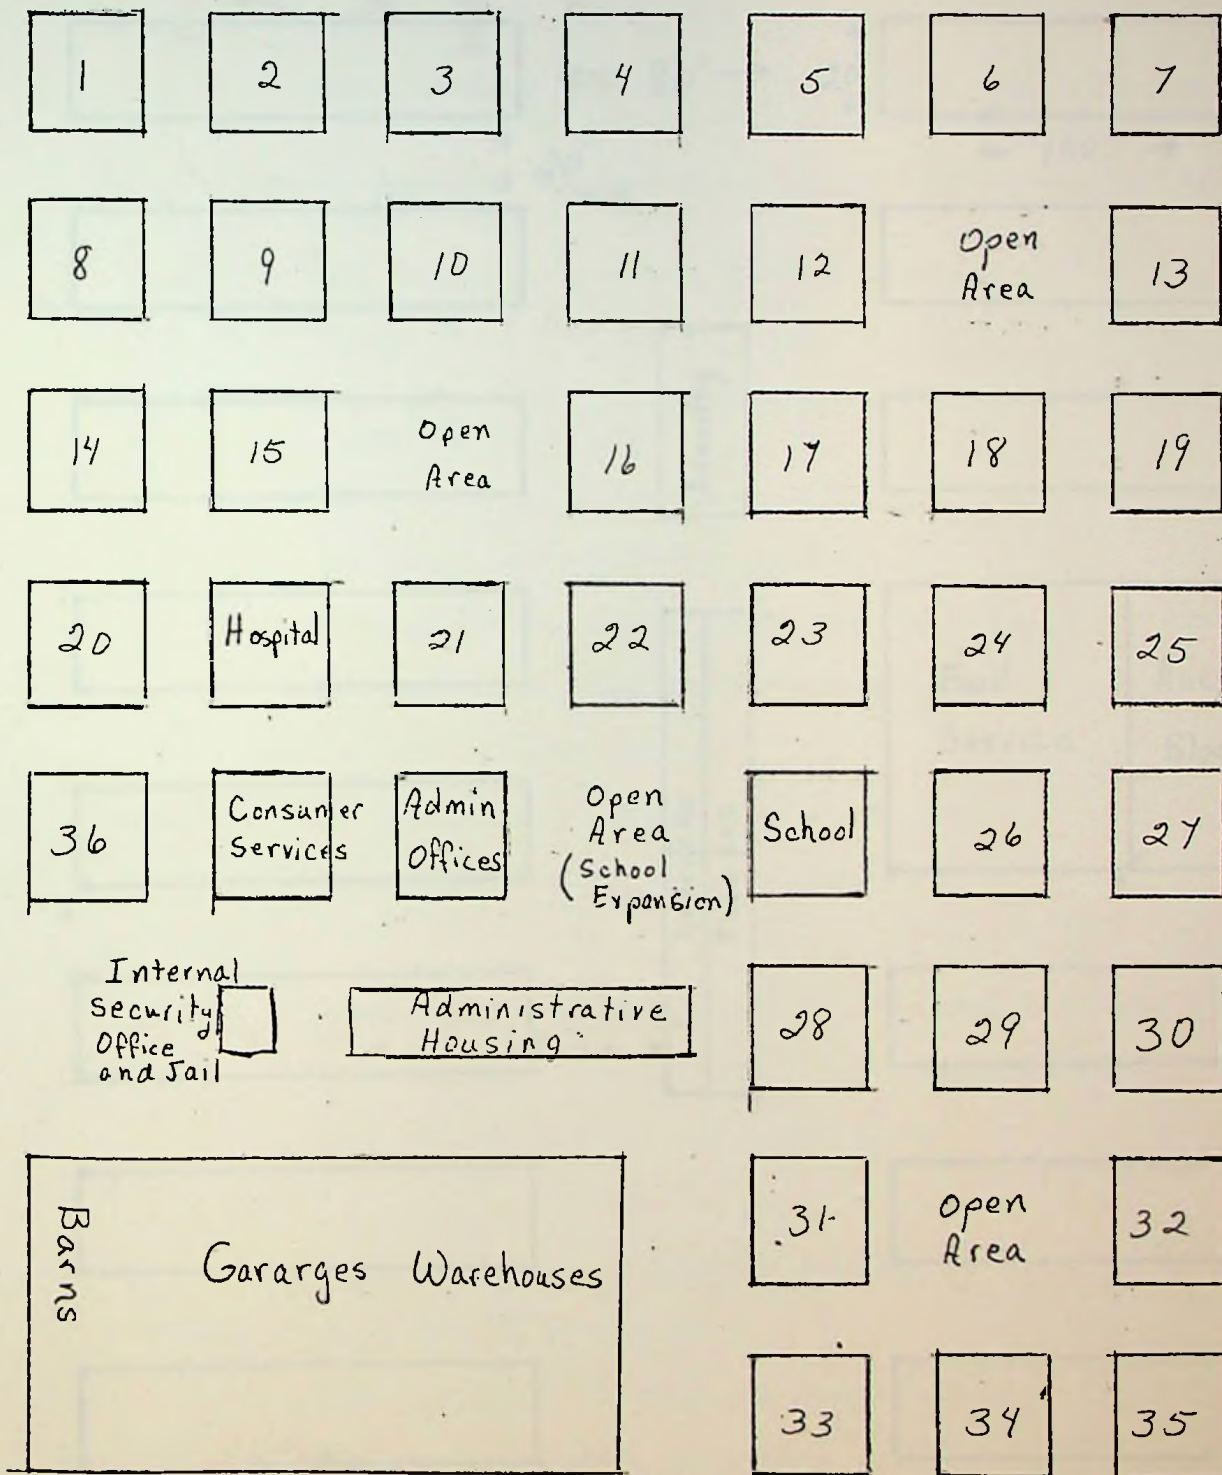 1 2 3 4 5 6 7
8 9 10 11 12 Open Area 13
14 15 Open Area 16 17 18 19
20 Hospital 21 22 23 24 25
36 Consumer Services Admin Offices Open Area (School Expansion) School 26 27
Internal
Security
Office
and Jail
Administrative
Housing
28 29 30
Barns
Gararges Warehouses
31 Open Area 32
33 34 35